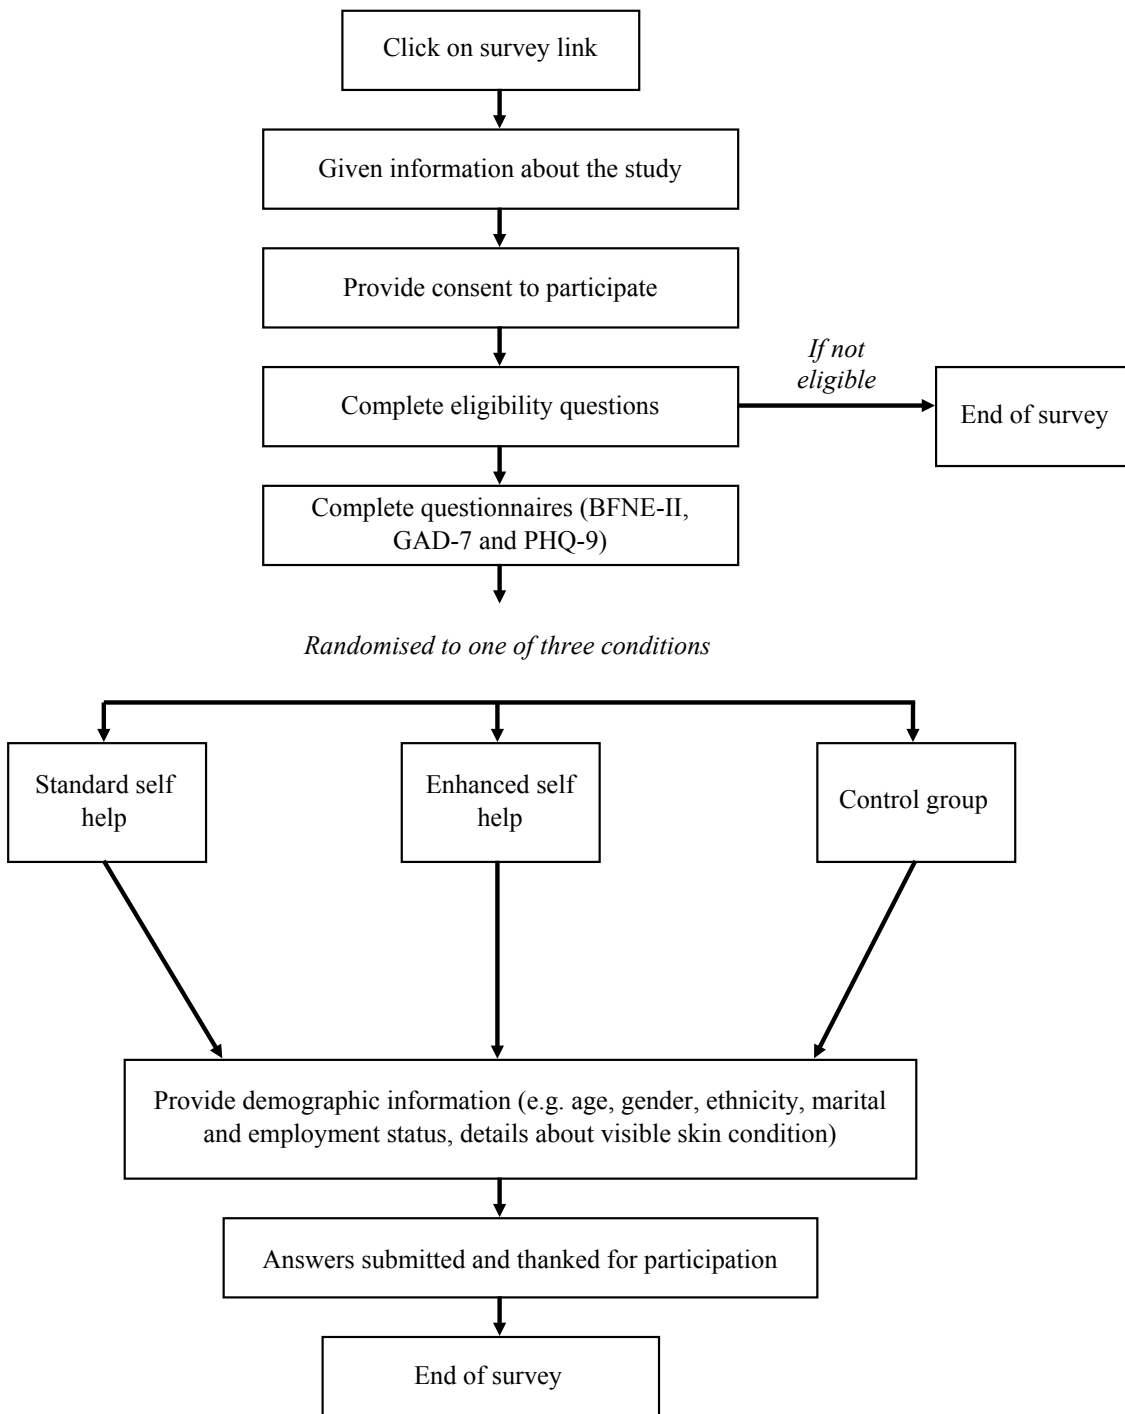 Click on survey link
Given information about the study
Provide consent to participate
If not
eligible
Complete eligibility questions
End of survey
Complete questionnaires (BFNE-II,
GAD-7 and PHQ-9)
Randomised to one of three conditions
Standard self
help
Enhanced self
help
Control group
Provide demographic information (e.g. age, gender, ethnicity, marital
and employment status, details about visible skin condition)
Answers submitted and thanked for participation
End of survey